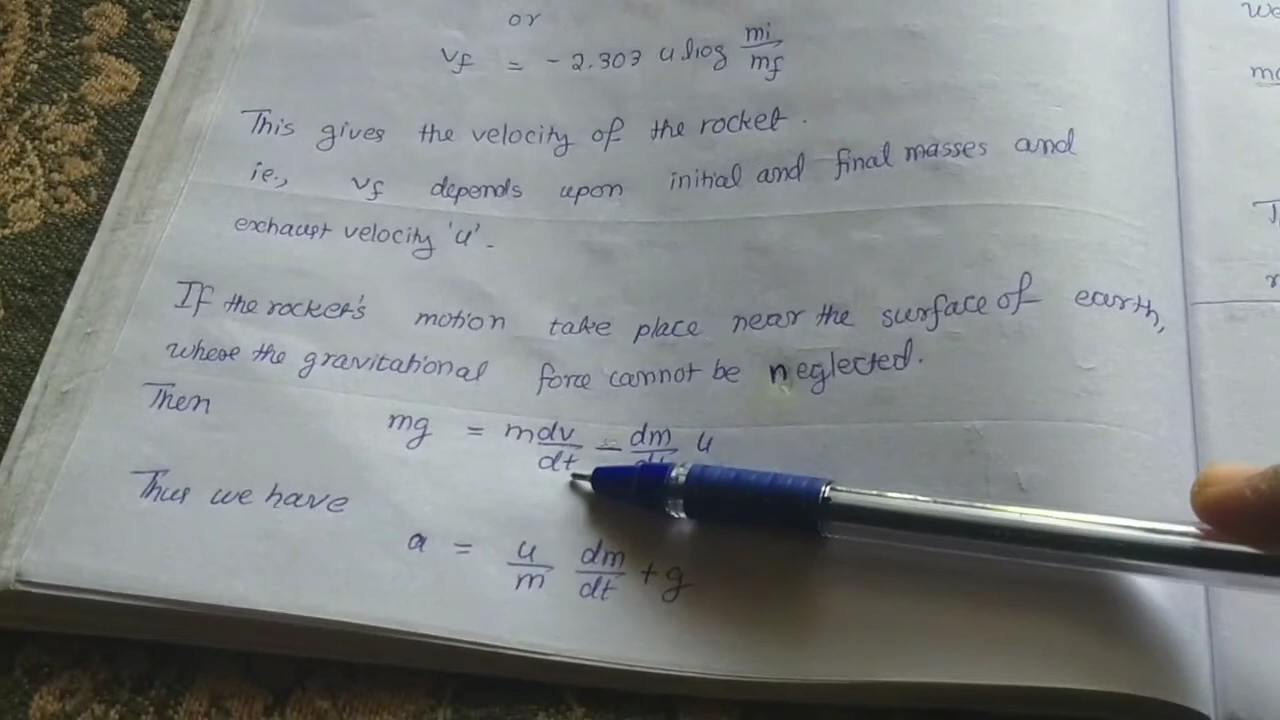 or
vf = - 2.303 u log mi/mf
This gives the velocity of the rocket.
ie., vf depends upon initial and final masses and
exhaust velocity 'u'.
If the rocket's motion take place near the surface of earth,
where the gravitational force cannot be neglected.
Then mg = m dv/dt - dm/dt u
Thus we have
a = u/m dm/dt + g